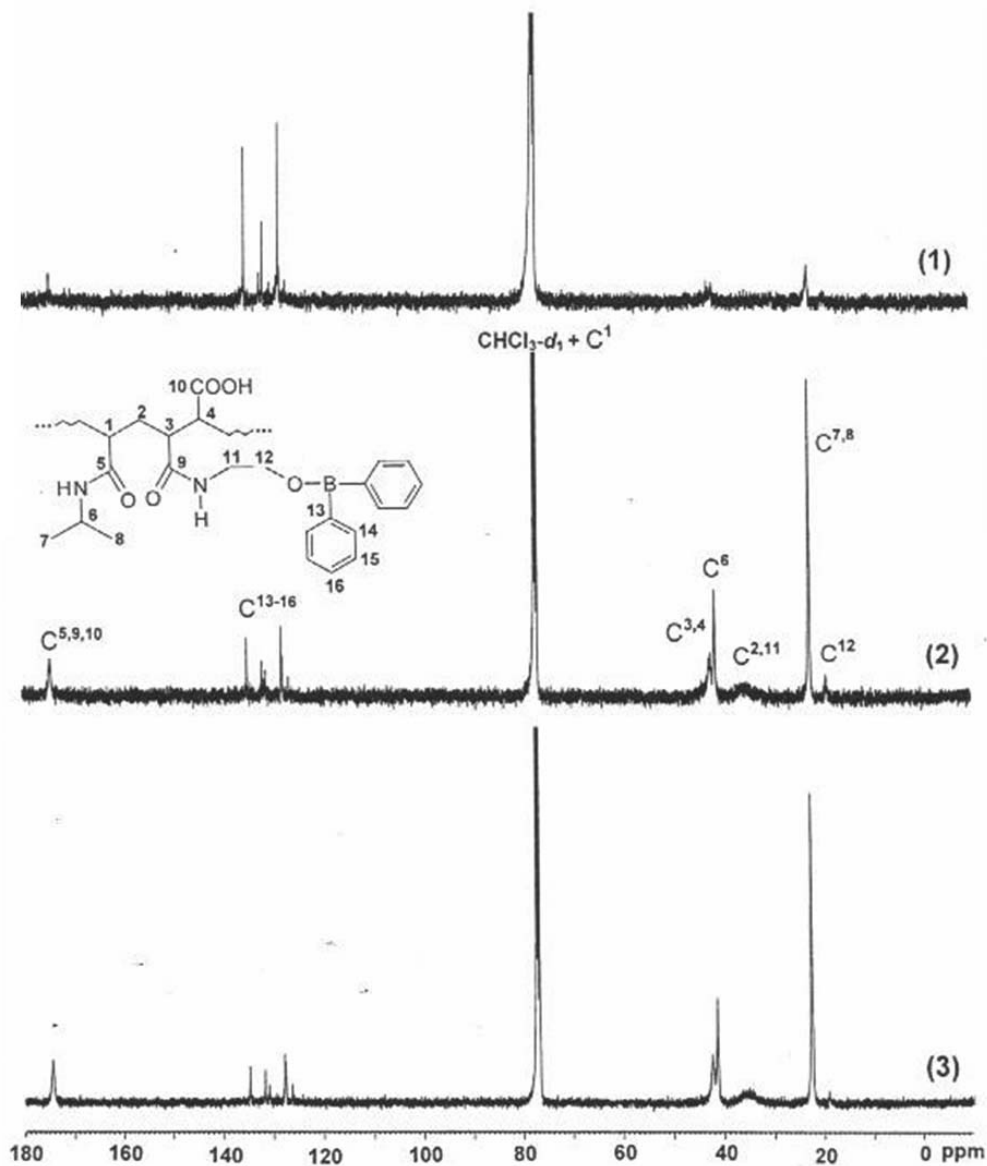 (1)
CHCl₃-d₁ + C¹
10 COOH
2
4
... 1 3 ...
5 9 11 12
HN O O N O B
H 13 14
6
7 8 15
16
C⁷,⁸
C⁶
C¹³⁻¹⁶
C³,⁴
C⁵,⁹,¹⁰ C²,¹¹ C¹² (2)
(3)
180 160 140 120 100 80 60 40 20 0 ppm